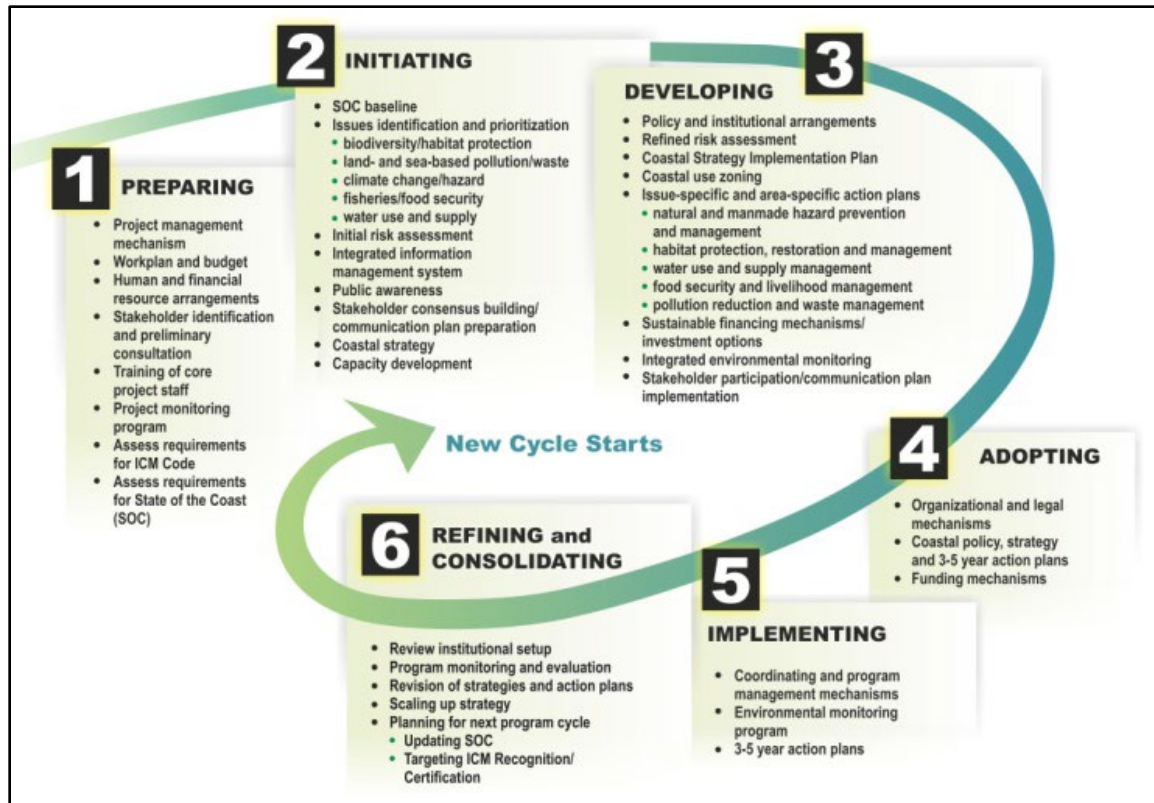 1
PREPARING
• Project management
mechanism
• Workplan and budget
• Human and financial
resource arrangements
• Stakeholder identification
and preliminary
consultation
• Training of core
project staff
• Project monitoring
program
• Assess requirements
for ICM Code
• Assess requirements
for State of the Coast
(SOC)
2
INITIATING
• SOC baseline
• Issues identification and prioritization
• biodiversity/habitat protection
• land- and sea-based pollution/waste
• climate change/hazard
• fisheries/food security
• water use and supply
• Initial risk assessment
• Integrated information
management system
• Public awareness
• Stakeholder consensus building/
communication plan preparation
• Coastal strategy
• Capacity development
3
DEVELOPING
• Policy and institutional arrangements
• Refined risk assessment
• Coastal Strategy Implementation Plan
• Coastal use zoning
• Issue-specific and area-specific action plans
• natural and manmade hazard prevention
and management
• habitat protection, restoration and management
• water use and supply management
• food security and livelihood management
• pollution reduction and waste management
• Sustainable financing mechanisms/
investment options
• Integrated environmental monitoring
• Stakeholder participation/communication plan
implementation
4
ADOPTING
• Organizational and legal
mechanisms
• Coastal policy, strategy
and 3-5 year action plans
• Funding mechanisms
5
IMPLEMENTING
• Coordinating and program
management mechanisms
• Environmental monitoring
program
• 3-5 year action plans
6
REFINING and
CONSOLIDATING
• Review institutional setup
• Program monitoring and evaluation
• Revision of strategies and action plans
• Scaling up strategy
• Planning for next program cycle
• Updating SOC
• Targeting ICM Recognition/
Certification
New Cycle Starts